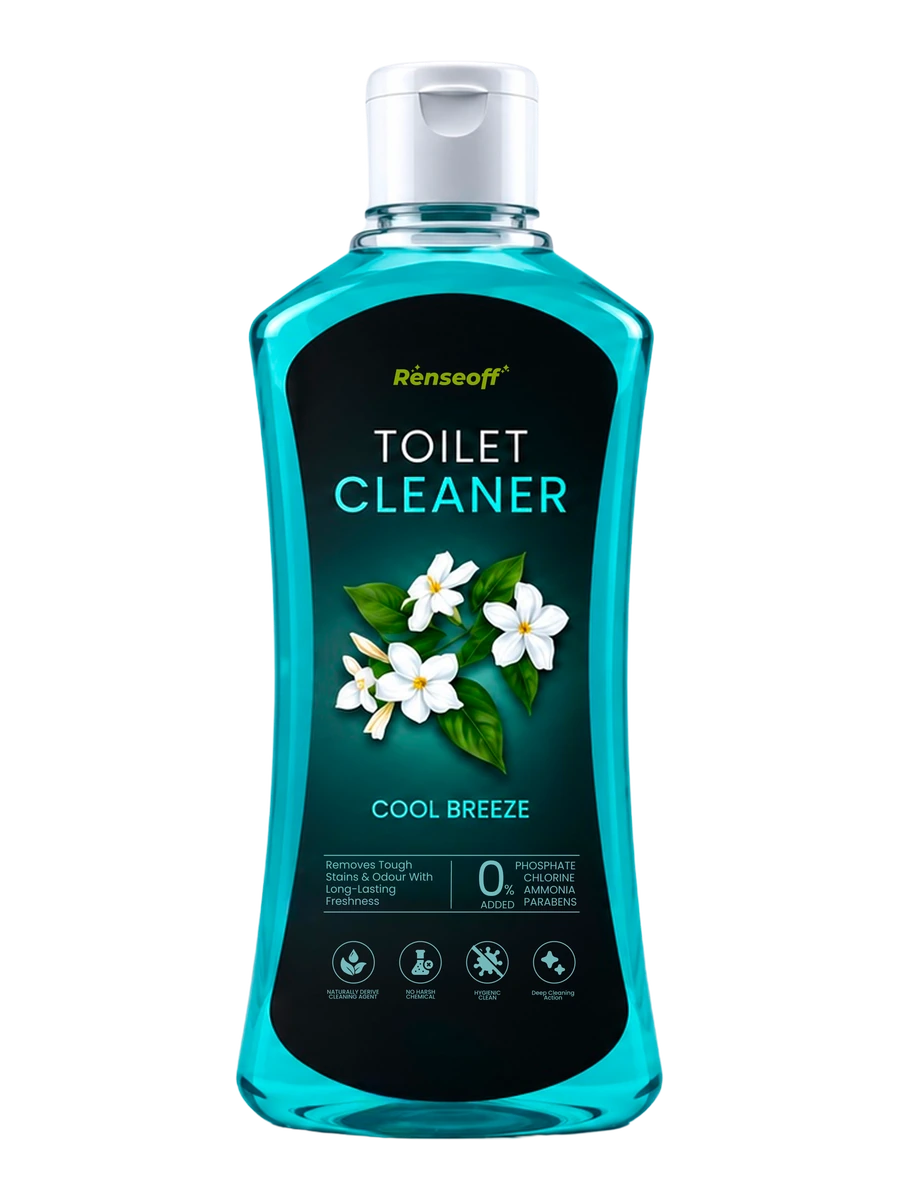 Renseoff
TOILET
CLEANER
COOL BREEZE
Removes Tough
Stains & Odour With
Long-Lasting
Freshness
0%
ADDED
PHOSPHATE
CHLORINE
AMMONIA
PARABENS
NATURALLY DERIVE
CLEANING AGENT
NO HARSH
CHEMICAL
HYGIENIC
CLEAN
Deep Cleaning
Action